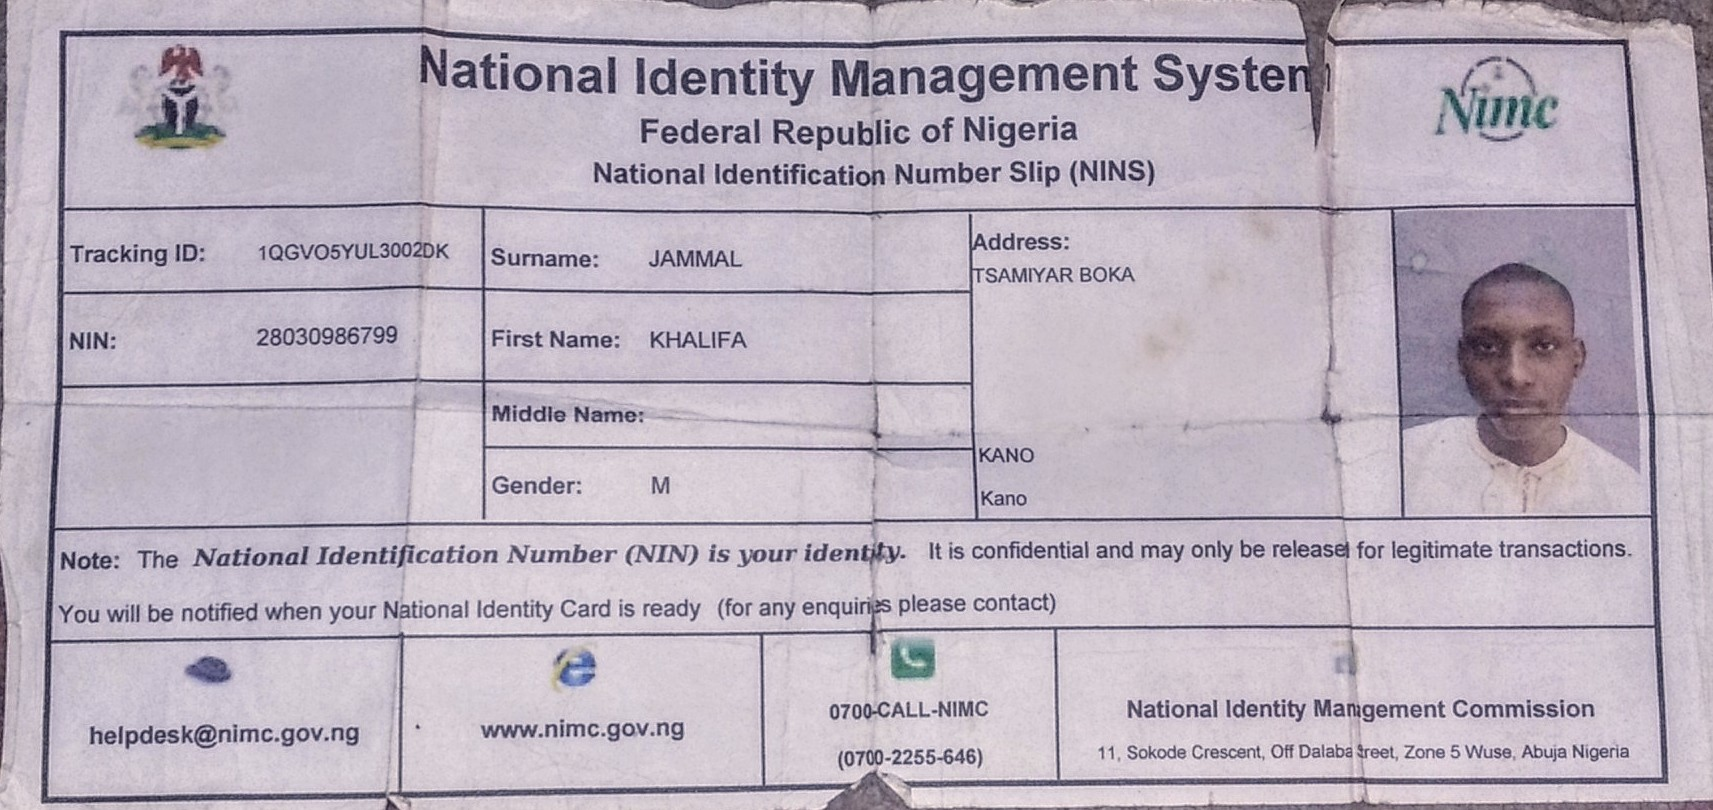 National Identity Management System
Federal Republic of Nigeria
National Identification Number Slip (NINS)
Nimc
Tracking ID: 1QGVO5YUL3002DK
Surname: JAMMAL
Address:
TSAMIYAR BOKA
NIN: 28030986799
First Name: KHALIFA
Middle Name:
KANO
Gender: M
Kano
Note: The National Identification Number (NIN) is your identity. It is confidential and may only be released for legitimate transactions.
You will be notified when your National Identity Card is ready (for any enquiries please contact)
helpdesk@nimc.gov.ng
www.nimc.gov.ng
0700-CALL-NIMC
(0700-2255-646)
National Identity Management Commission
11, Sokode Crescent, Off Dalaba Street, Zone 5 Wuse, Abuja Nigeria